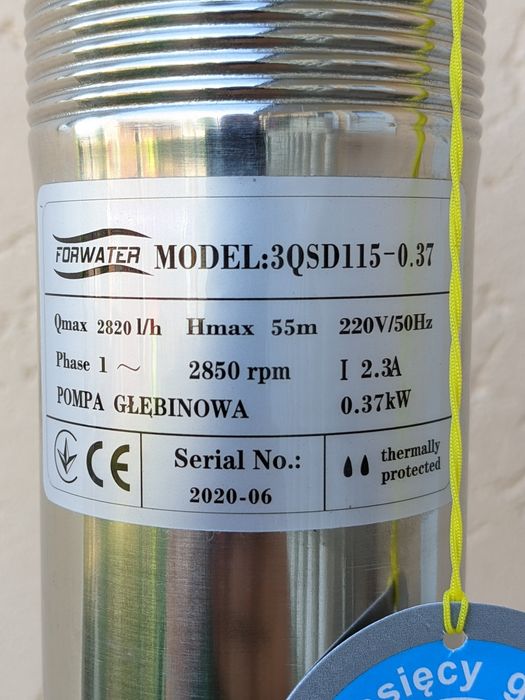 FORWATER MODEL:3QSD115-0.37
Qmax 2820 l/h Hmax 55m 220V/50Hz
Phase 1 ~ 2850 rpm I 2.3A
POMPA GŁĘBINOWA 0.37kW
CE Serial No.: thermally
protected
2020-06
sięcy